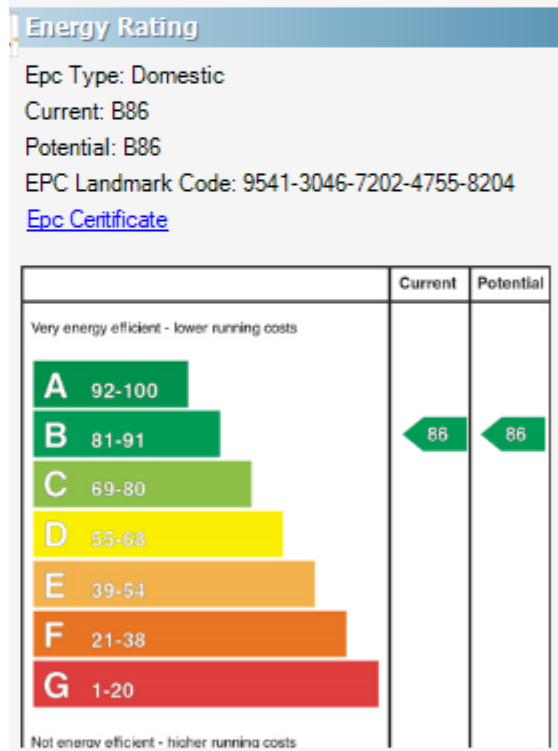 Energy Rating
Epc Type: Domestic
Current: B86
Potential: B86
EPC Landmark Code: 9541-3046-7202-4755-8204
Epc Ceritificate
Current Potential
Very energy efficient - lower running costs
A 92-100
B 81-91 86 86
C 69-80
D 55-68
E 39-54
F 21-38
G 1-20
Not energy efficient - higher running costs